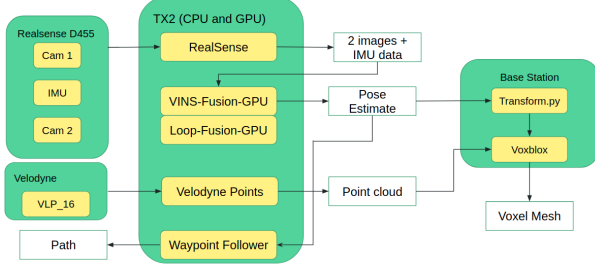 Realsense D455
Cam 1
IMU
Cam 2
Velodyne
VLP_16
Path
TX2 (CPU and GPU)
RealSense
VINS-Fusion-GPU
Loop-Fusion-GPU
Velodyne Points
Waypoint Follower
2 images +
IMU data
Pose
Estimate
Point cloud
Base Station
Transform.py
Voxblox
Voxel Mesh